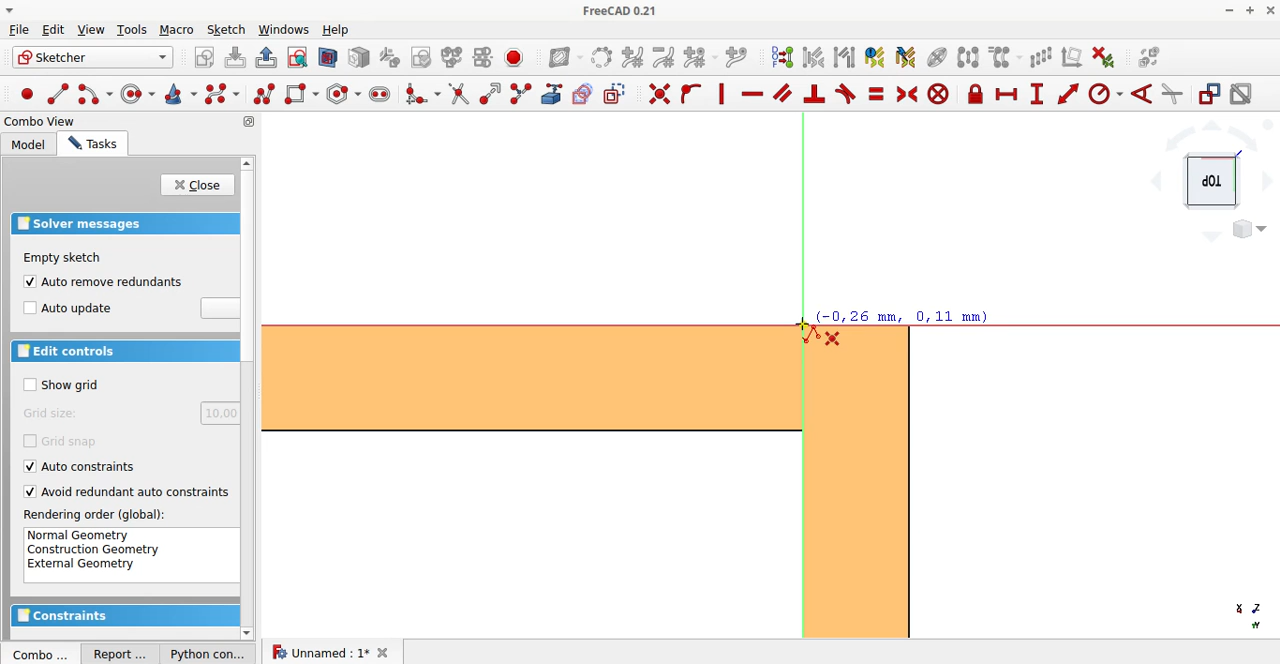 FreeCAD 0.21
File Edit View Tools Macro Sketch Windows Help
Sketcher
Combo View
Model Tasks
Close
Solver messages
Empty sketch
Auto remove redundants
Auto update
Edit controls
Show grid
Grid size: 10,00
Grid snap
Auto constraints
Avoid redundant auto constraints
Rendering order (global):
Normal Geometry
Construction Geometry
External Geometry
Constraints
Combo ... Report ... Python con...
(-0,26 mm, 0,11 mm)
TOP
X Z
Y
Unnamed : 1*